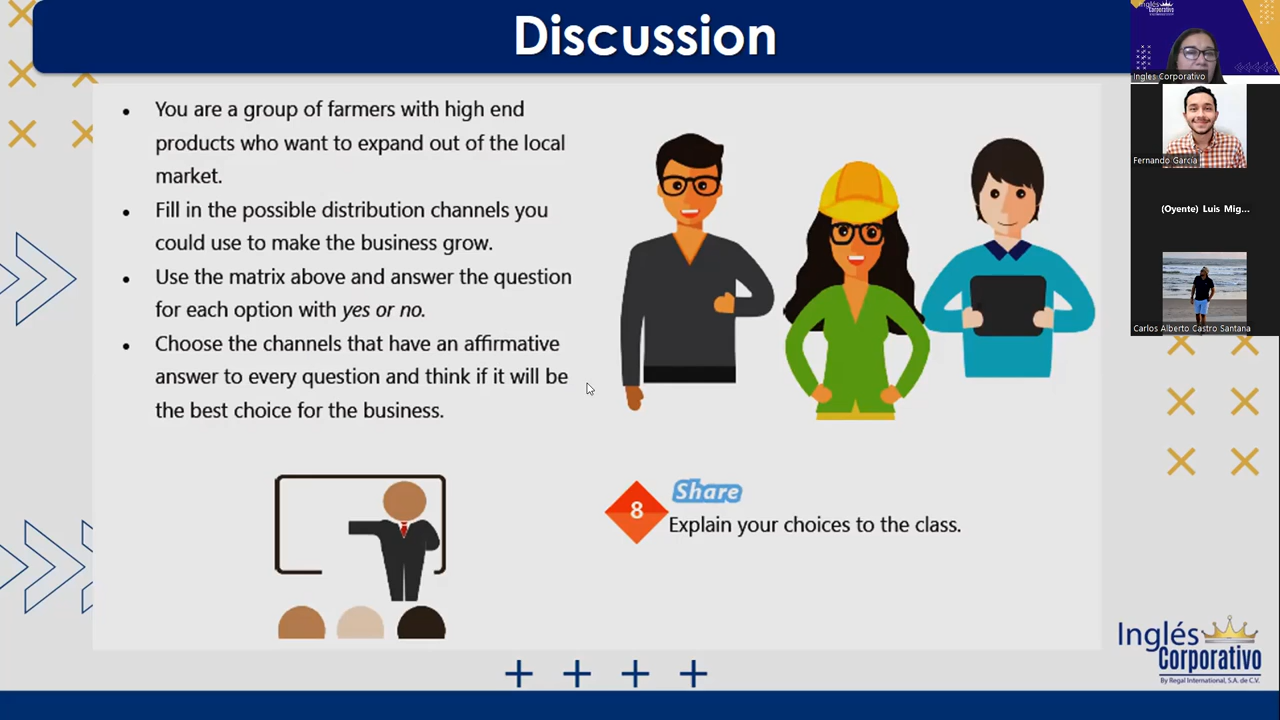 Discussion
You are a group of farmers with high end
products who want to expand out of the local
market.
Fill in the possible distribution channels you
could use to make the business grow.
Use the matrix above and answer the question
for each option with yes or no.
Choose the channels that have an affirmative
answer to every question and think if it will be
the best choice for the business.
8
Share
Explain your choices to the class.
Inglés
Corporativo
By Regal International, S.A. de C.V.
Inglés
Corporativo
Ingles Corporativo
Fernando García
(Oyente) Luis Mig...
Carlos Alberto Castro Santana